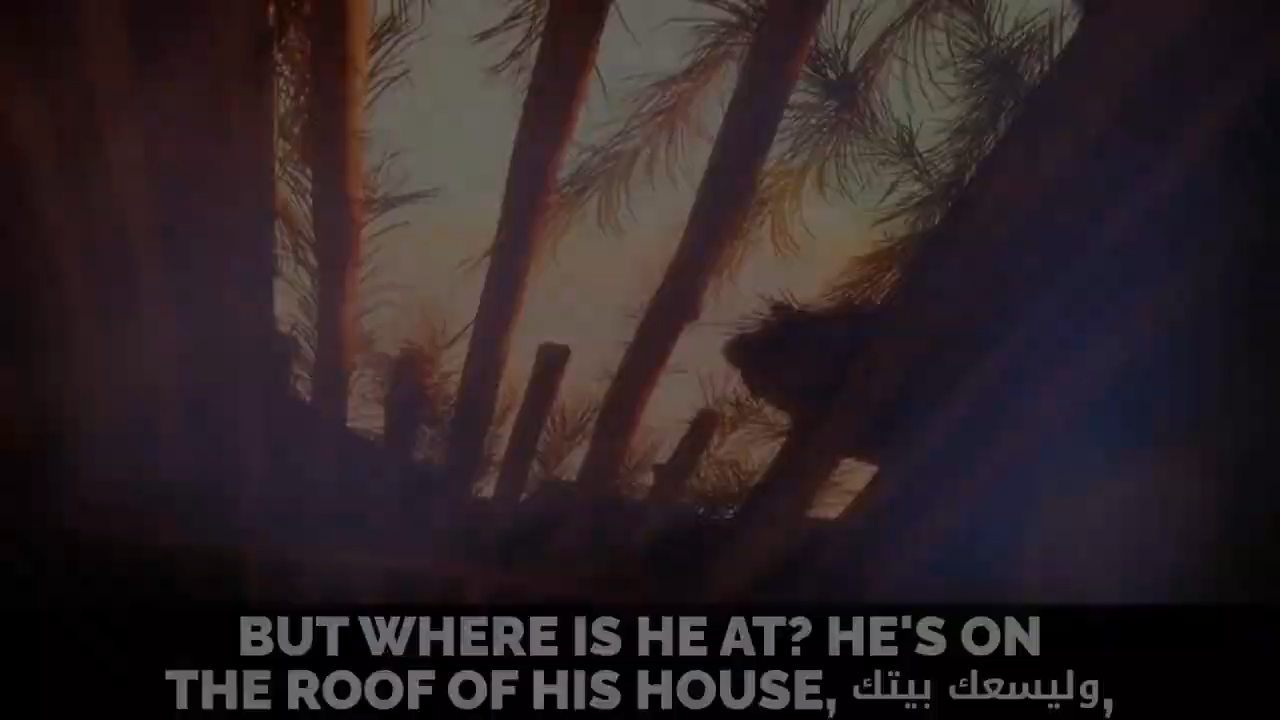 BUT WHERE IS HE AT? HE'S ON
THE ROOF OF HIS HOUSE, وليسعك بيتك,